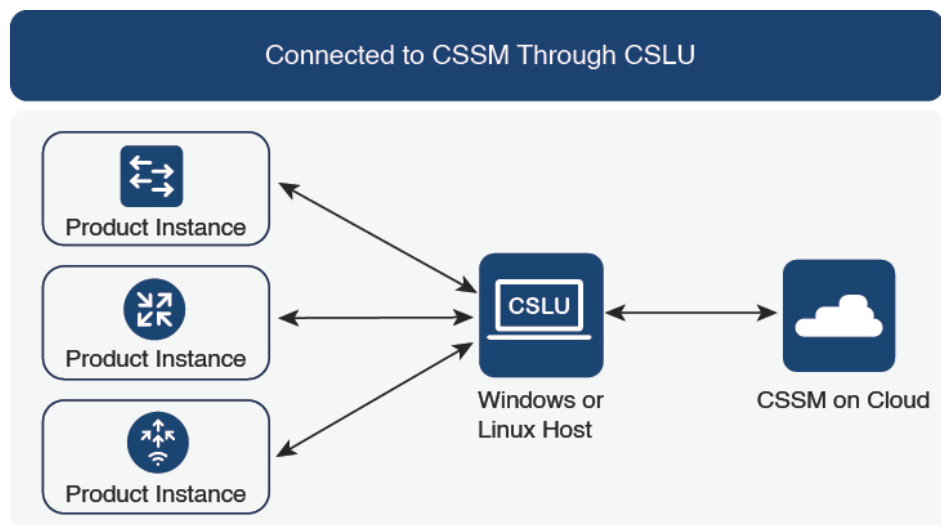 Connected to CSSM Through CSLU
Product Instance
Product Instance
Product Instance
CSLU
Windows or
Linux Host
CSSM on Cloud